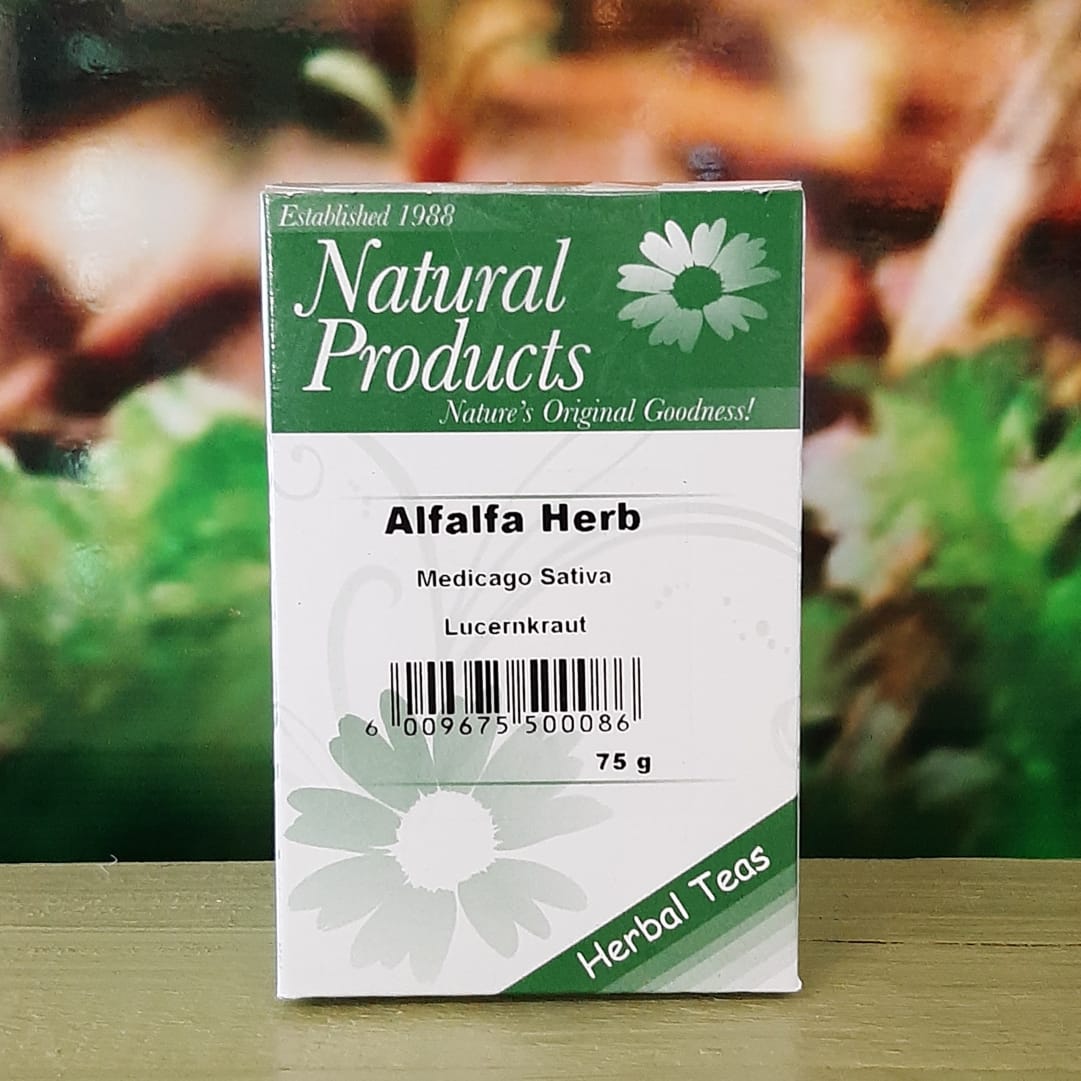 Established 1988
Natural
Products
Nature's Original Goodness!
Alfalfa Herb
Medicago Sativa
Lucernkraut
6 009675 500086
75 g
Herbal Teas